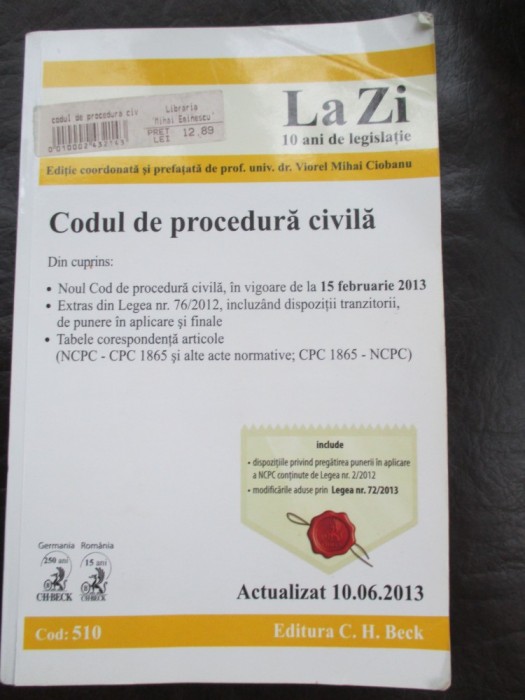 La Zi
10 ani de legislație
codul de procedura civ
Libraria
'Mihai Eminescu'
PRET
LEI 12.89
Ediție coordonată și prefațată de prof. univ. dr. Viorel Mihai Ciobanu
Codul de procedură civilă
Din cuprins:
• Noul Cod de procedură civilă, în vigoare de la 15 februarie 2013
• Extras din Legea nr. 76/2012, incluzând dispoziții tranzitorii,
de punere în aplicare și finale
• Tabele corespondență articole
(NCPC - CPC 1865 și alte acte normative; CPC 1865 - NCPC)
include
• dispozițiile privind pregătirea punerii în aplicare
a NCPC conținute de Legea nr. 2/2012
• modificările aduse prin Legea nr. 72/2013
Germania România
250 ani 15 ani
C.H.BECK C.H.BECK
Actualizat 10.06.2013
Cod: 510 Editura C. H. Beck